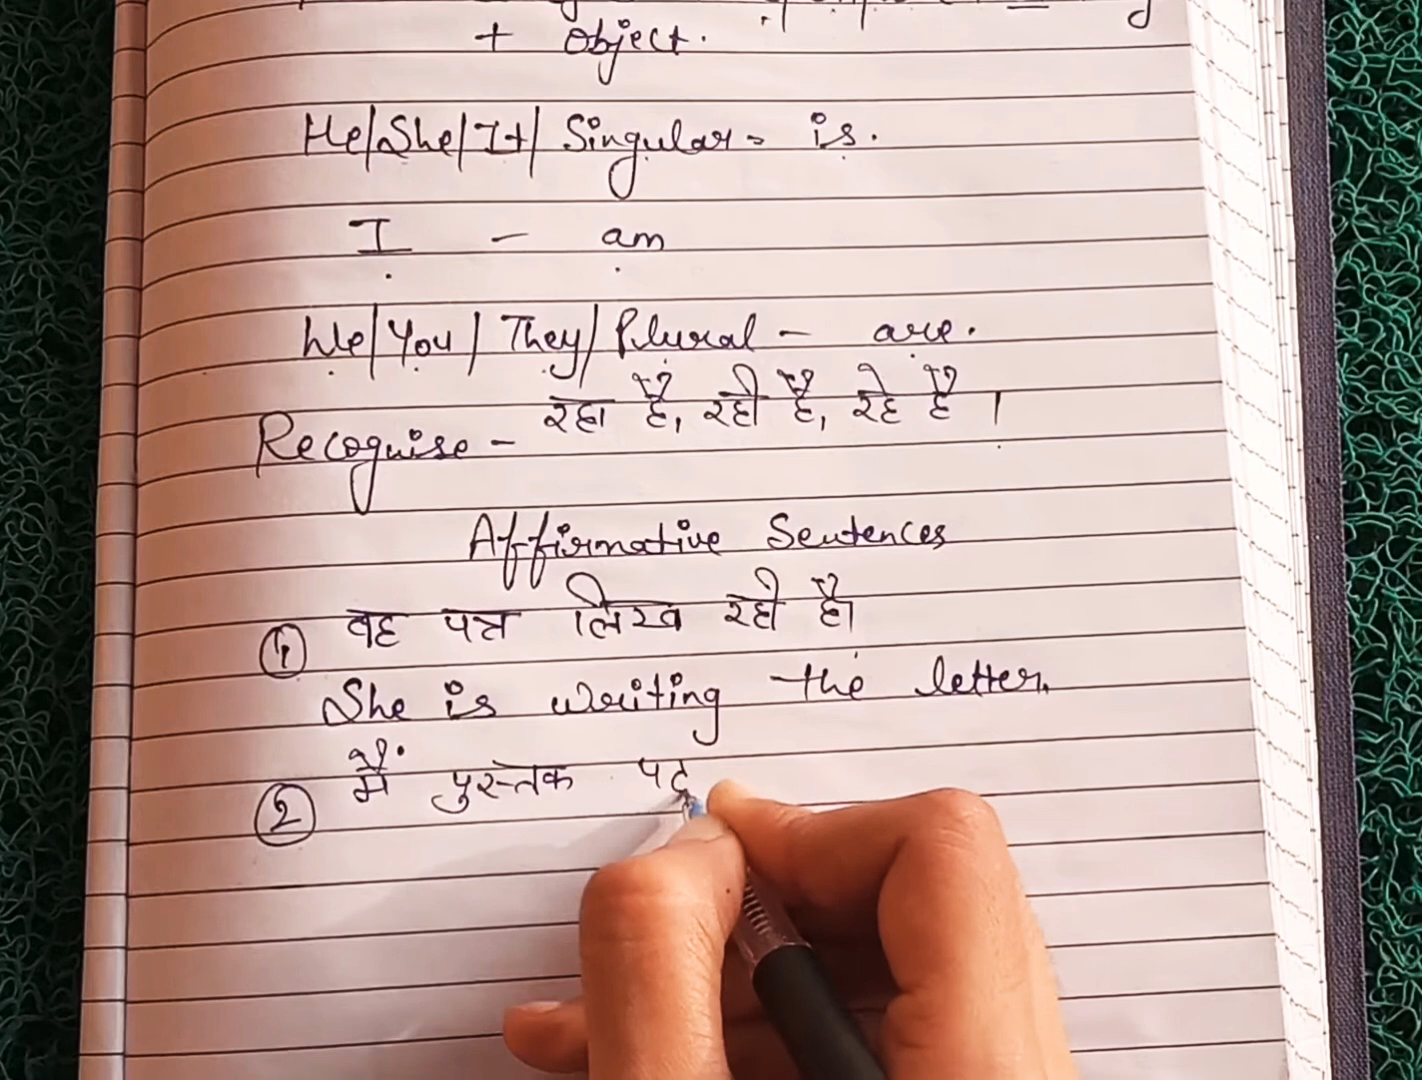 + object.
He/She/It/ Singular - is.
I - am
We/You/They/Plural - are.
Recognise - रहा है, रही है, रहे हैं ।
Affirmative Sentences
① वह पत्र लिख रही है।
She is writing the letter.
② मैं पुस्तक पढ़